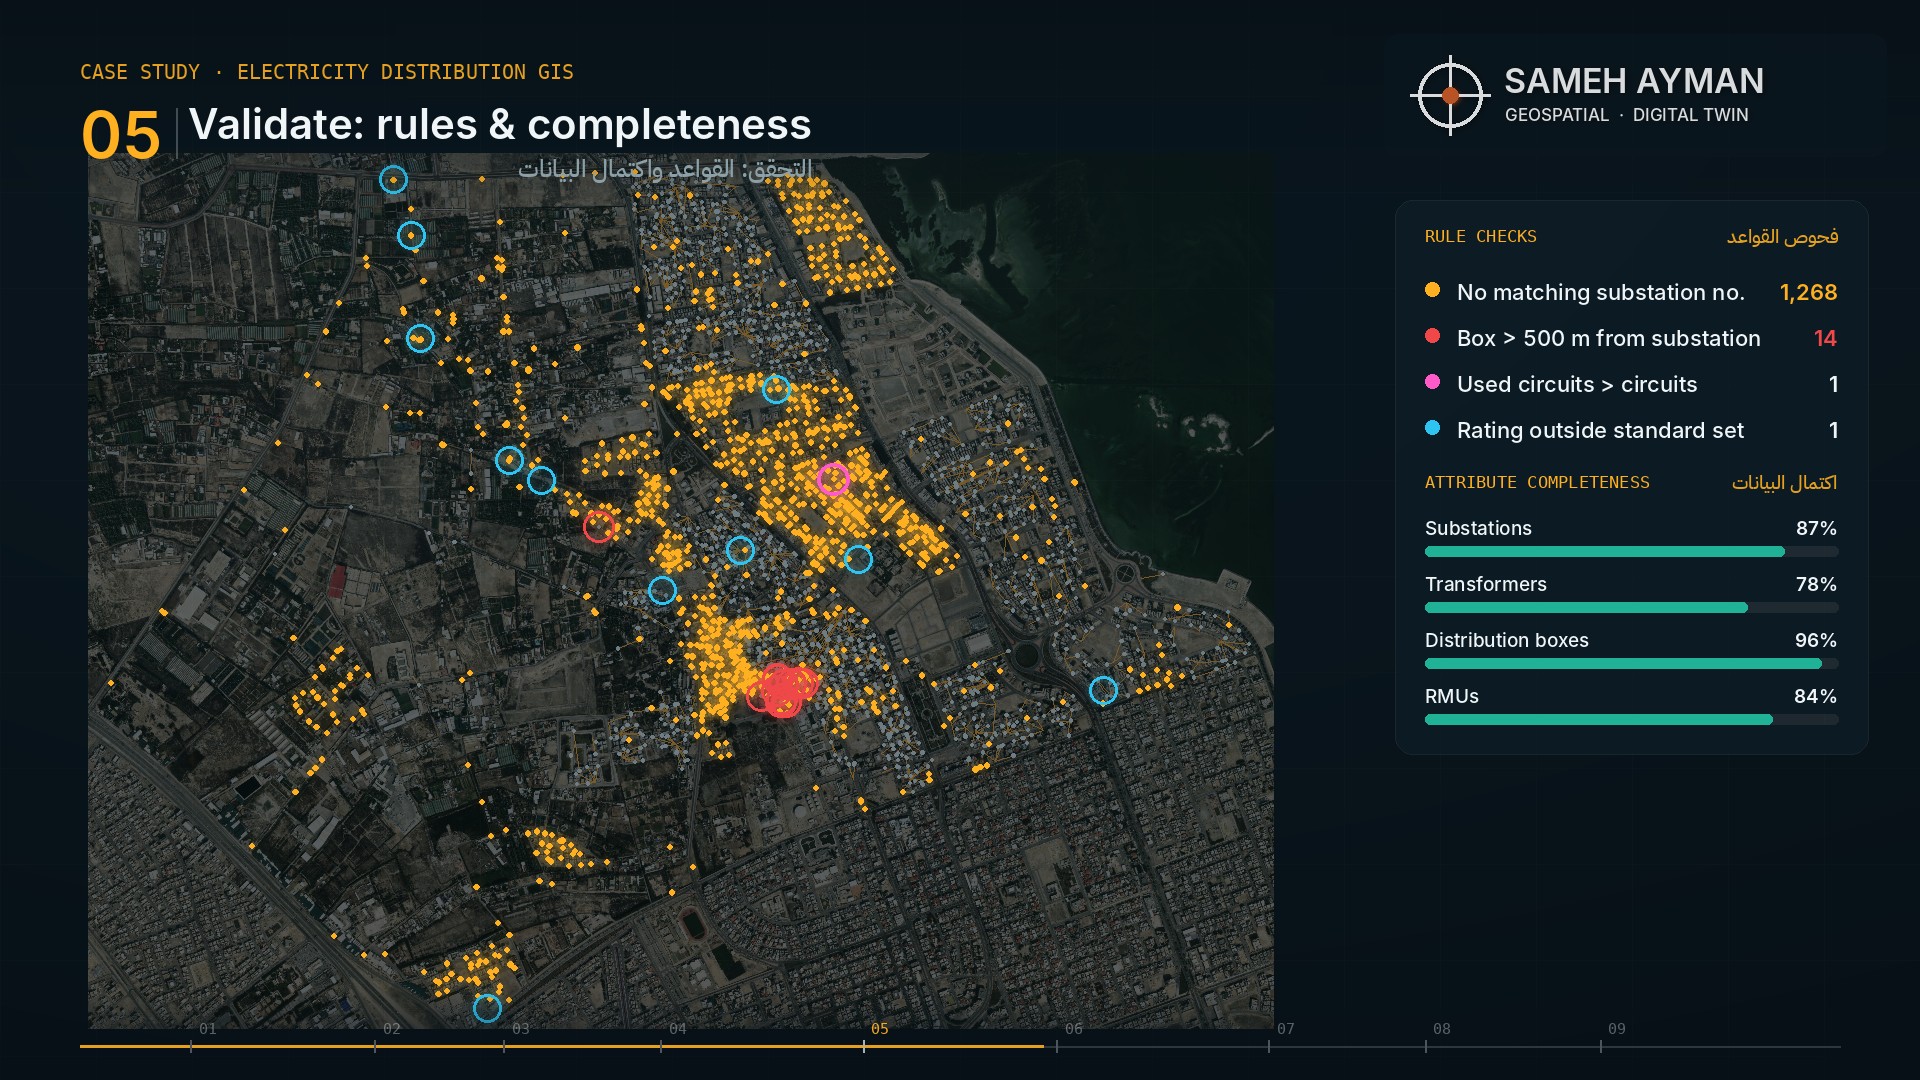 CASE STUDY · ELECTRICITY DISTRIBUTION GIS
05 Validate: rules & completeness
التحقق: القواعد واكتمال البيانات
SAMEH AYMAN
GEOSPATIAL · DIGITAL TWIN
RULE CHECKS فحوص القواعد
No matching substation no. 1,268
Box > 500 m from substation 14
Used circuits > circuits 1
Rating outside standard set 1
ATTRIBUTE COMPLETENESS اكتمال البيانات
Substations 87%
Transformers 78%
Distribution boxes 96%
RMUs 84%
01 02 03 04 05 06 07 08 09